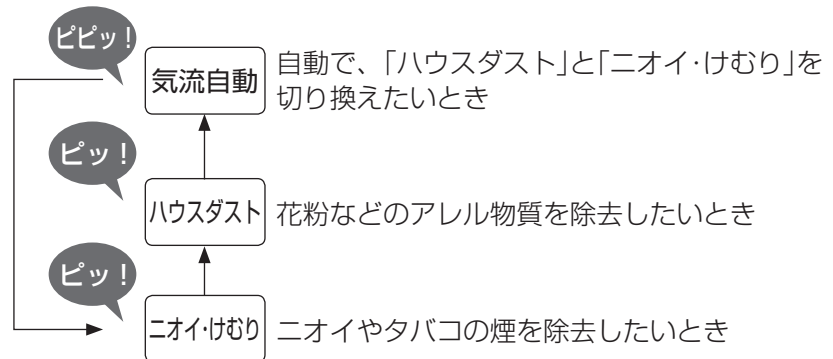 ピピッ!
気流自動
自動で、「ハウスダスト」と「ニオイ・けむり」を
切り換えたいとき
ピッ!
ハウスダスト
花粉などのアレル物質を除去したいとき
ピッ!
ニオイ・けむり
ニオイやタバコの煙を除去したいとき